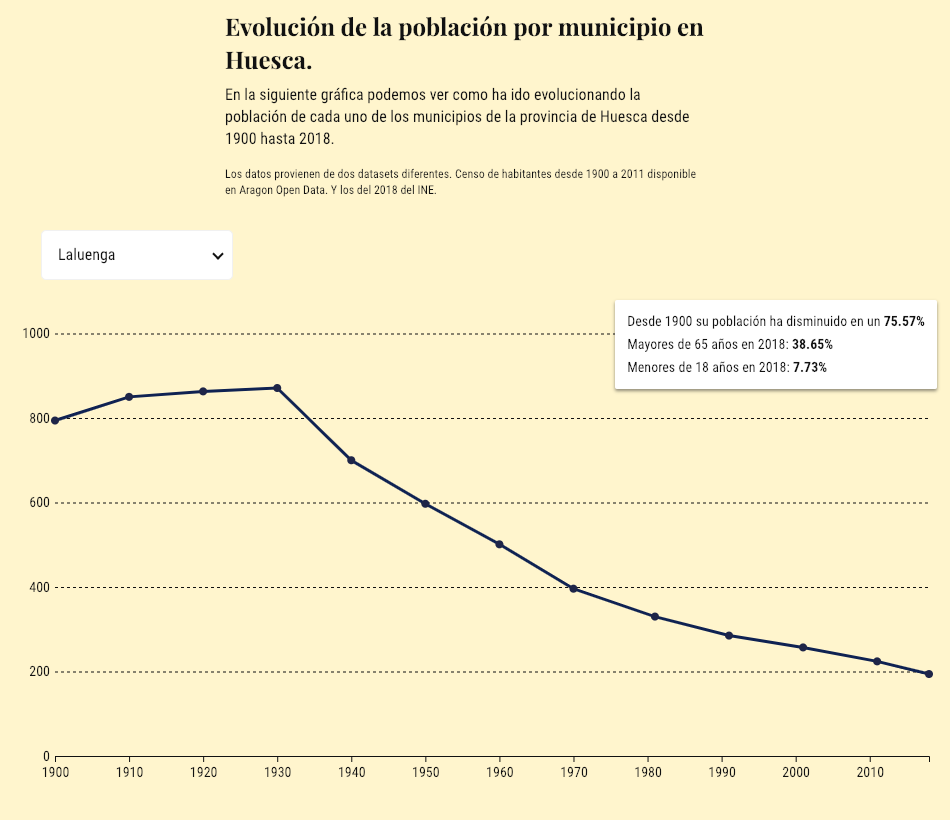 Evolución de la población por municipio en
Huesca.
En la siguiente gráfica podemos ver como ha ido evolucionando la
población de cada uno de los municipios de la provincia de Huesca desde
1900 hasta 2018.
Los datos provienen de dos datasets diferentes. Censo de habitantes desde 1900 a 2011 disponible
en Aragon Open Data. Y los del 2018 del INE.
Laluenga
Desde 1900 su población ha disminuido en un 75.57%
Mayores de 65 años en 2018: 38.65%
Menores de 18 años en 2018: 7.73%
1000
800
600
400
200
0
1900 1910 1920 1930 1940 1950 1960 1970 1980 1990 2000 2010